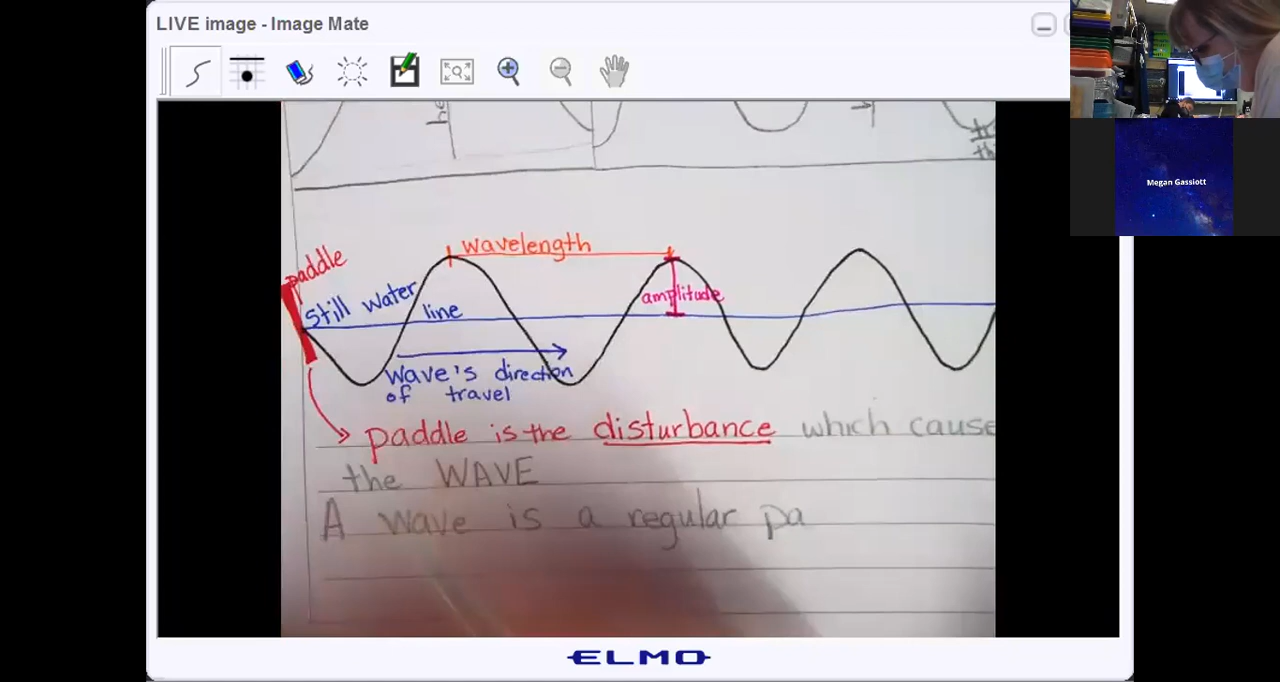 LIVE image - Image Mate
Megan Gassiott
paddle
wavelength
Still water
line
amplitude
Wave's direction
of travel
paddle is the disturbance which cause
the WAVE
A wave is a regular pa
ELMO